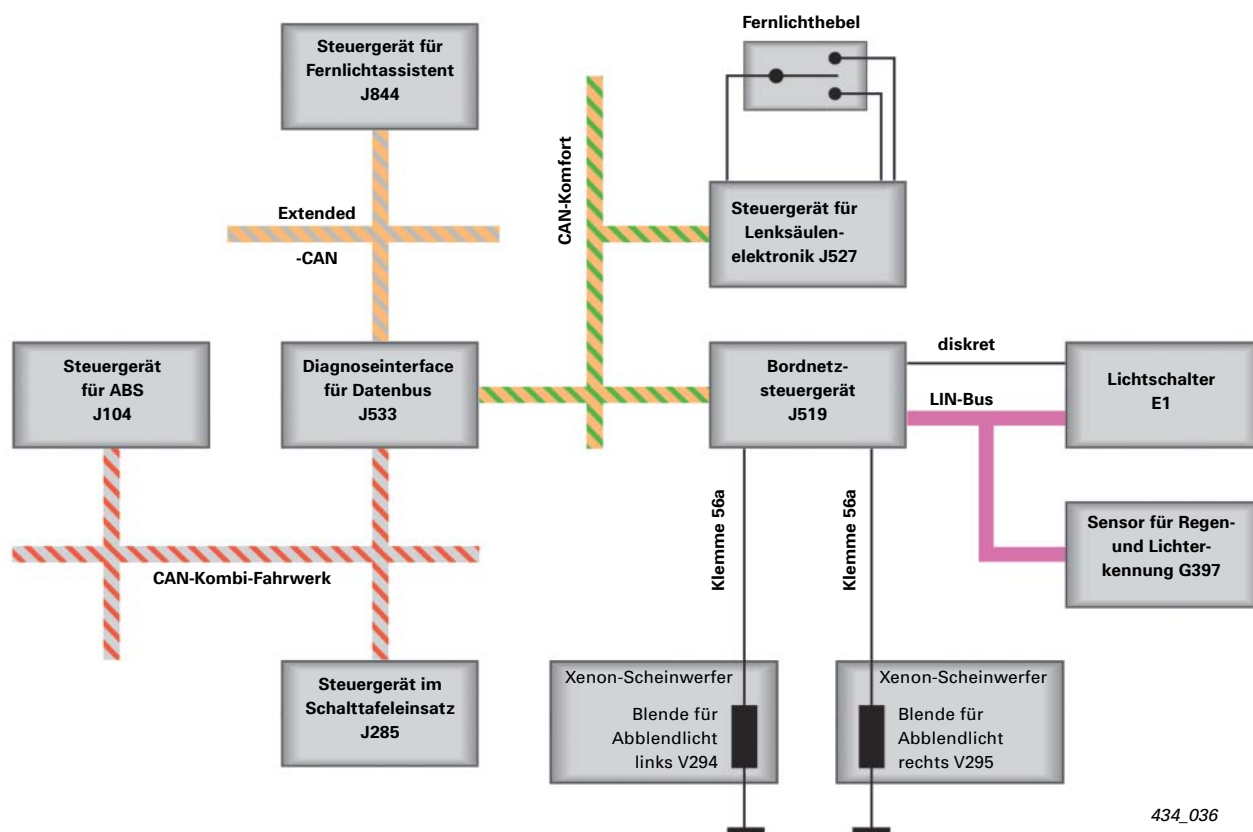 Fernlichthebel
Steuergerät für
Fernlichtassistent
J844
CAN-Komfort
Extended
-CAN
Steuergerät für
Lenksäulen-
elektronik J527
Steuergerät
für ABS
J104
Diagnoseinterface
für Datenbus
J533
Bordnetz-
steuergerät
J519
diskret
LIN-Bus
Lichtschalter
E1
Klemme 56a
Klemme 56a
Sensor für Regen-
und Lichter-
kennung G397
CAN-Kombi-Fahrwerk
Steuergerät im
Schalttafeleinsatz
J285
Xenon-Scheinwerfer
Blende für
Abblendlicht
links V294
Xenon-Scheinwerfer
Blende für
Abblendlicht
rechts V295
434_036